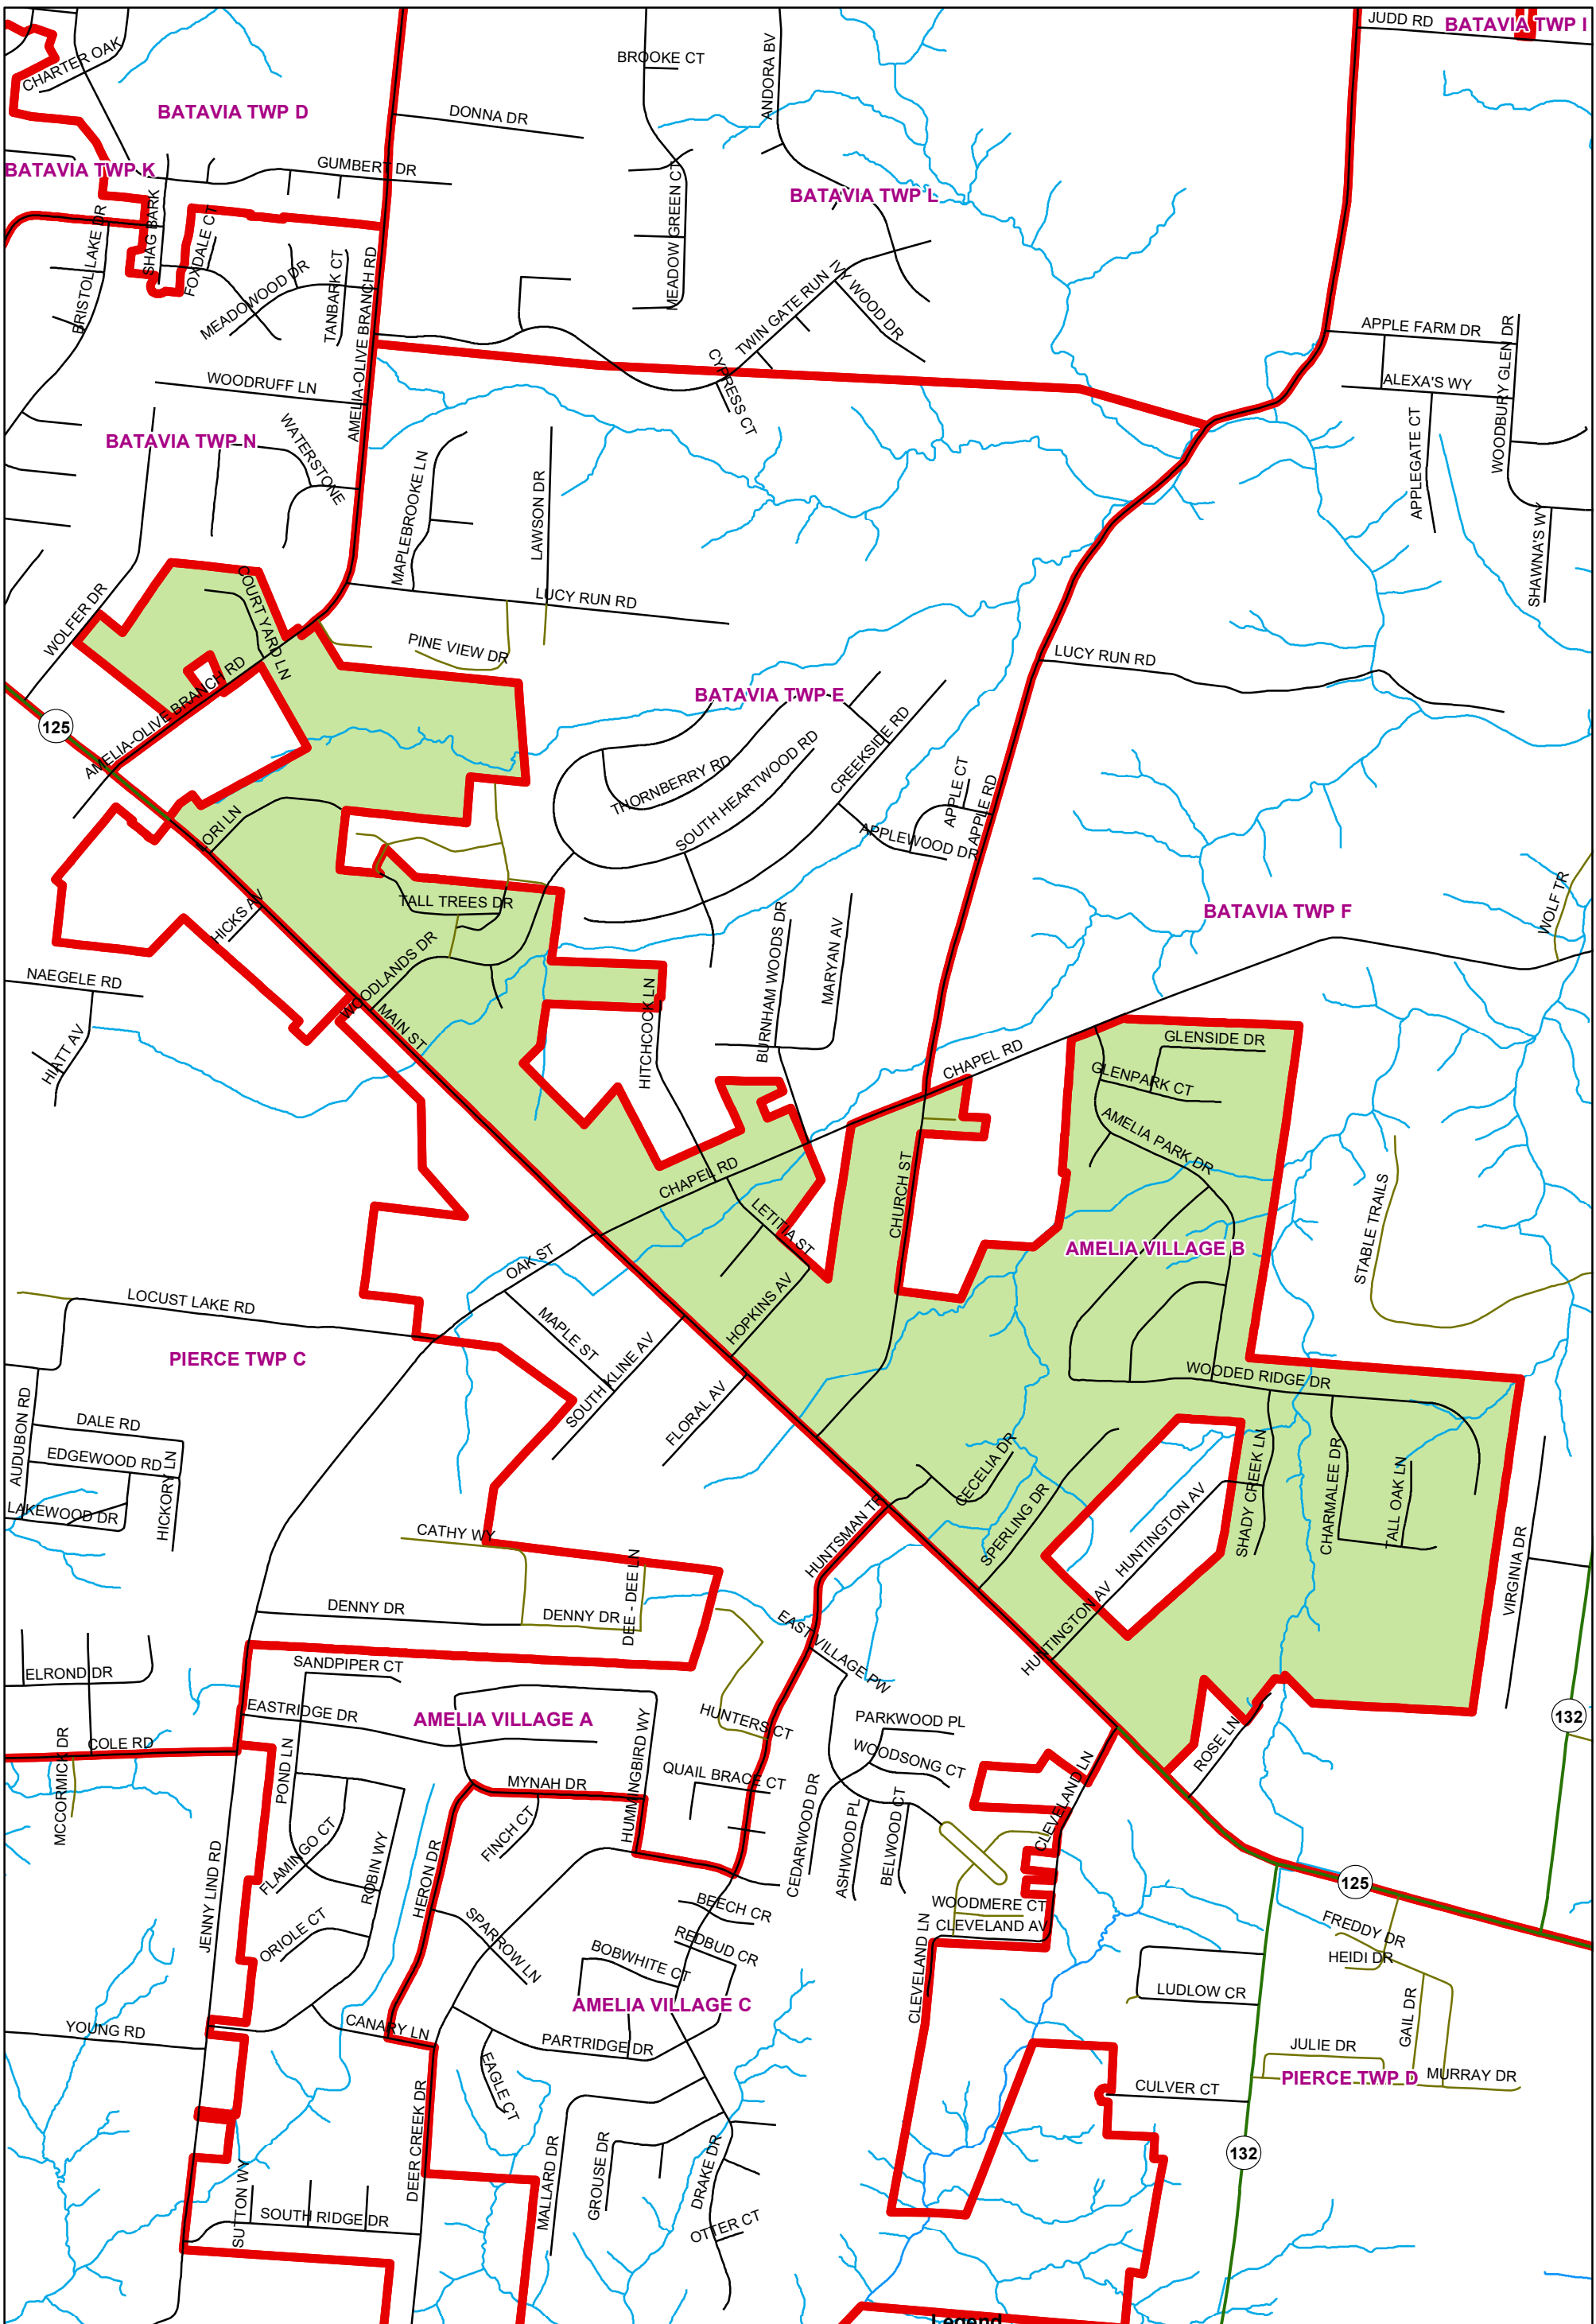 JUDD RD
BATAVIA TWP I
CHARTER OAK
BROOKE CT
ANDORA BV
BATAVIA TWP D
DONNA DR
BATAVIA TWP K
GUMBERT DR
BATAVIA TWP L
SHAG BARK
FOXDALE CT
BRISTOL LAKE DR
MEADOWOOD DR
TANBARK CT
AMELIA-OLIVE BRANCH RD
MEADOW GREEN CT
TWIN GATE RUN
IVY WOOD DR
CYPRESS CT
APPLE FARM DR
WOODBURY GLEN DR
ALEXA'S WY
APPLEGATE CT
SHAWNA'S WY
WOODRUFF LN
BATAVIA TWP N
WATERSTONE
MAPLEBROOKE LN
LAWSON DR
LUCY RUN RD
WOLFER DR
COURT YARD LN
PINE VIEW DR
LUCY RUN RD
BATAVIA TWP E
125
AMELIA-OLIVE BRANCH RD
THORNBERRY RD
SOUTH HEARTWOOD RD
CREEKSIDE RD
APPLE CT
APPLE RD
APPLEWOOD DR
LORI LN
TALL TREES DR
HICKS AV
BATAVIA TWP F
WOLF TR
NAEGELE RD
WOODLANDS DR
MAIN ST
HIATT AV
HITCHCOCK LN
BURNHAM WOODS DR
MARYAN AV
CHAPEL RD
GLENSIDE DR
GLENPARK CT
AMELIA PARK DR
CHAPEL RD
LETITIA ST
CHURCH ST
AMELIA VILLAGE B
STABLE TRAILS
OAK ST
LOCUST LAKE RD
MAPLE ST
HOPKINS AV
PIERCE TWP C
SOUTH KLINE AV
FLORAL AV
WOODED RIDGE DR
AUDUBON RD
DALE RD
EDGEWOOD RD
HICKORY LN
LAKEWOOD DR
CECELIA DR
SPERLING DR
HUNTINGTON AV
SHADY CREEK LN
CHARMALEE DR
TALL OAK LN
VIRGINIA DR
CATHY WY
HUNTSMAN TR
DENNY DR
DENNY DR
DEE - DEE LN
HUNTINGTON AV
EAST VILLAGE PW
ELROND DR
SANDPIPER CT
EASTRIDGE DR
AMELIA VILLAGE A
HUNTERS CT
PARKWOOD PL
WOODSONG CT
ROSE LN
132
COLE RD
MCCORMICK DR
POND LN
MYNAH DR
HUMMINGBIRD WY
QUAIL BRACE CT
CEDARWOOD DR
ASHWOOD PL
BELWOOD CT
CLEVELAND LN
FLAMINGO CT
ROBIN WY
HERON DR
FINCH CT
JENNY LIND RD
ORIOLE CT
SPARROW LN
BEECH CR
REDBUD CR
BOBWHITE CT
WOODMERE CT
CLEVELAND AV
CLEVELAND LN
125
FREDDY DR
HEIDI DR
GAIL DR
LUDLOW CR
AMELIA VILLAGE C
YOUNG RD
CANARY LN
PARTRIDGE DR
JULIE DR
PIERCE TWP D
MURRAY DR
CULVER CT
EAGLE CT
DEER CREEK DR
MALLARD DR
GROUSE DR
DRAKE DR
132
SUTTON WY
SOUTH RIDGE DR
OTTER CT
Legend